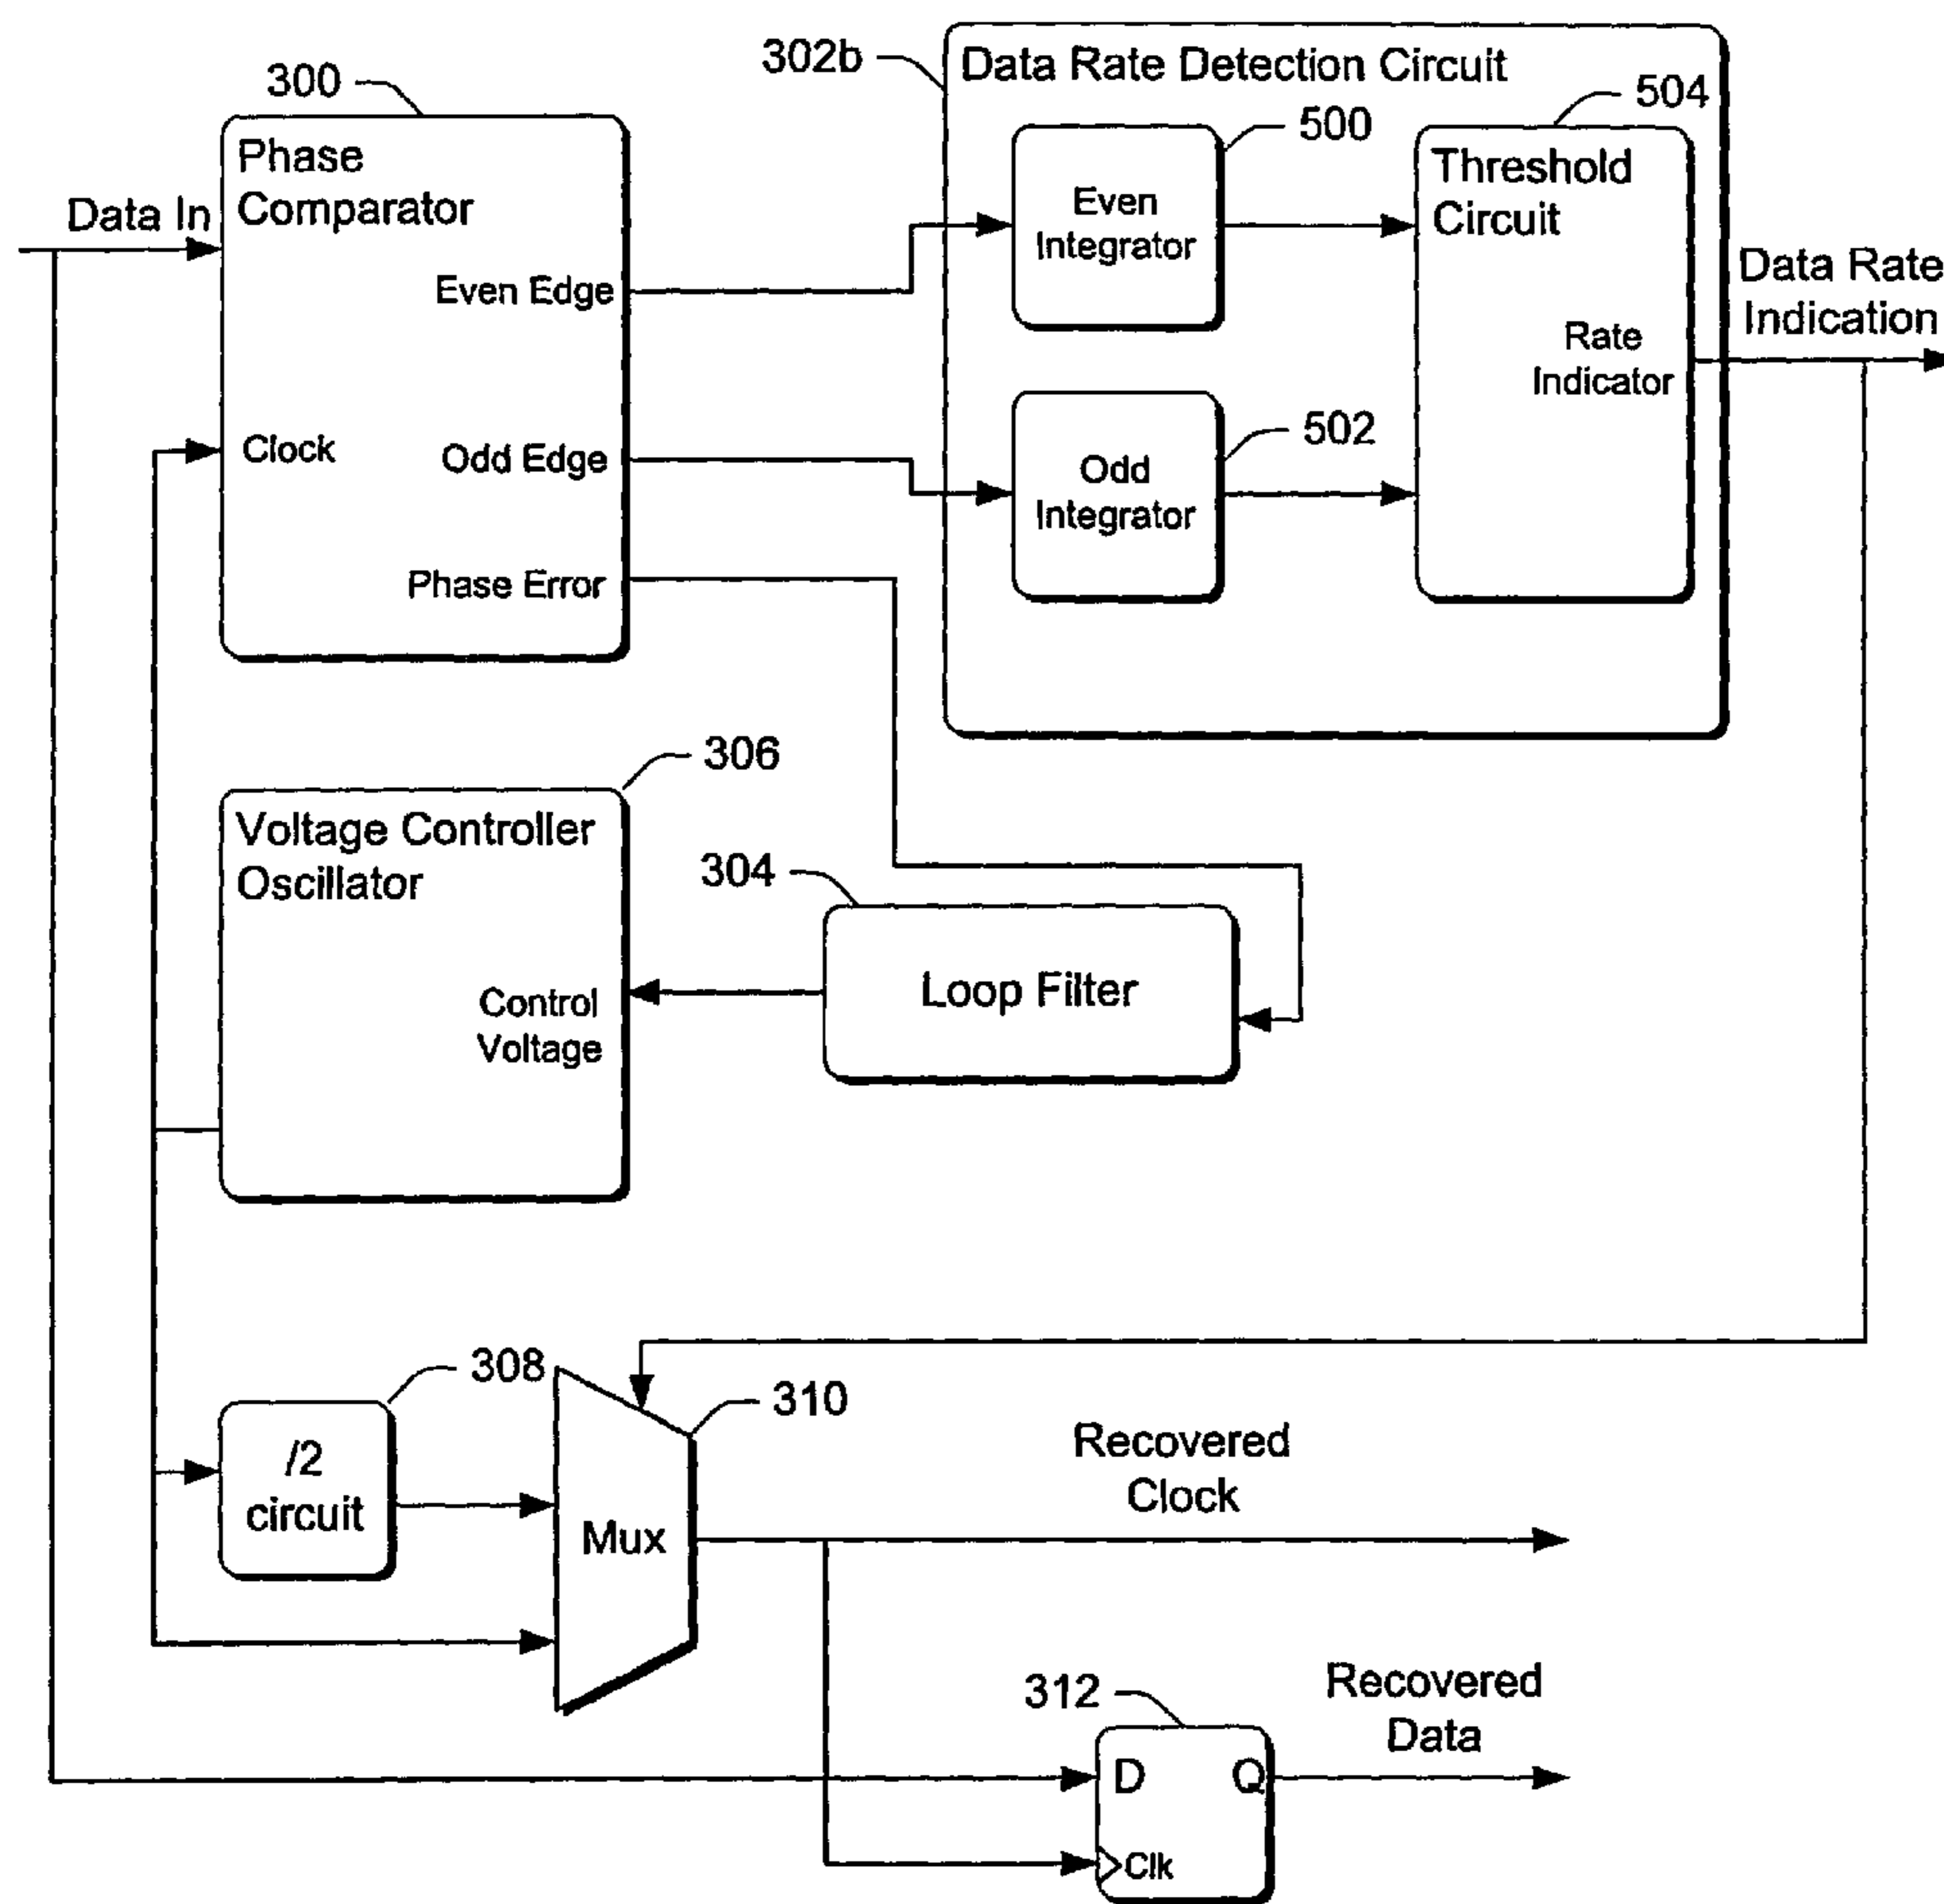 302b
Data Rate Detection Circuit
300
504
500
Phase
Comparator
Threshold
Circuit
Data In
Even
Integrator
Even Edge
Data Rate
Indication
Rate
Indicator
502
Clock
Odd Edge
Odd
Integrator
Phase Error
306
Voltage Controller
Oscillator
304
Control
Voltage
Loop Filter
308
310
/2
circuit
Mux
Recovered
Clock
312
Recovered
Data
D
Q
Clk